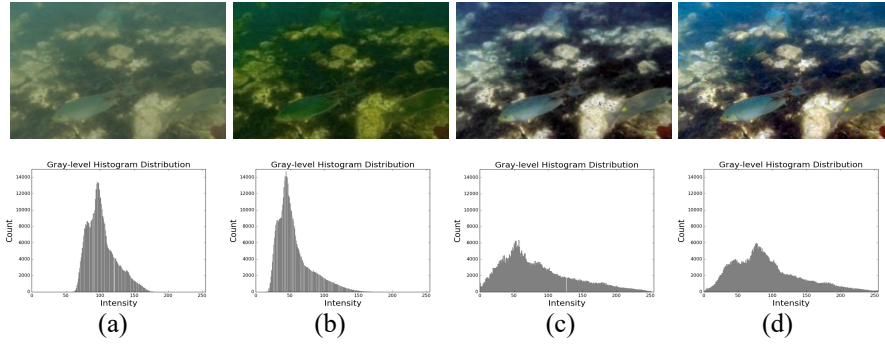 Gray-level Histogram Distribution Gray-level Histogram Distribution Gray-level Histogram Distribution Gray-level Histogram Distribution
14000 14000 14000 14000
12000 12000 12000 12000
10000 10000 10000 10000
Count 8000 Count 8000 Count 8000 Count 8000
6000 6000 6000 6000
4000 4000 4000 4000
2000 2000 2000 2000
0 0 0 0
0 50 100 150 200 250 0 50 100 150 200 250 0 50 100 150 200 250 0 50 100 150 200 250
Intensity Intensity Intensity Intensity
(a) (b) (c) (d)